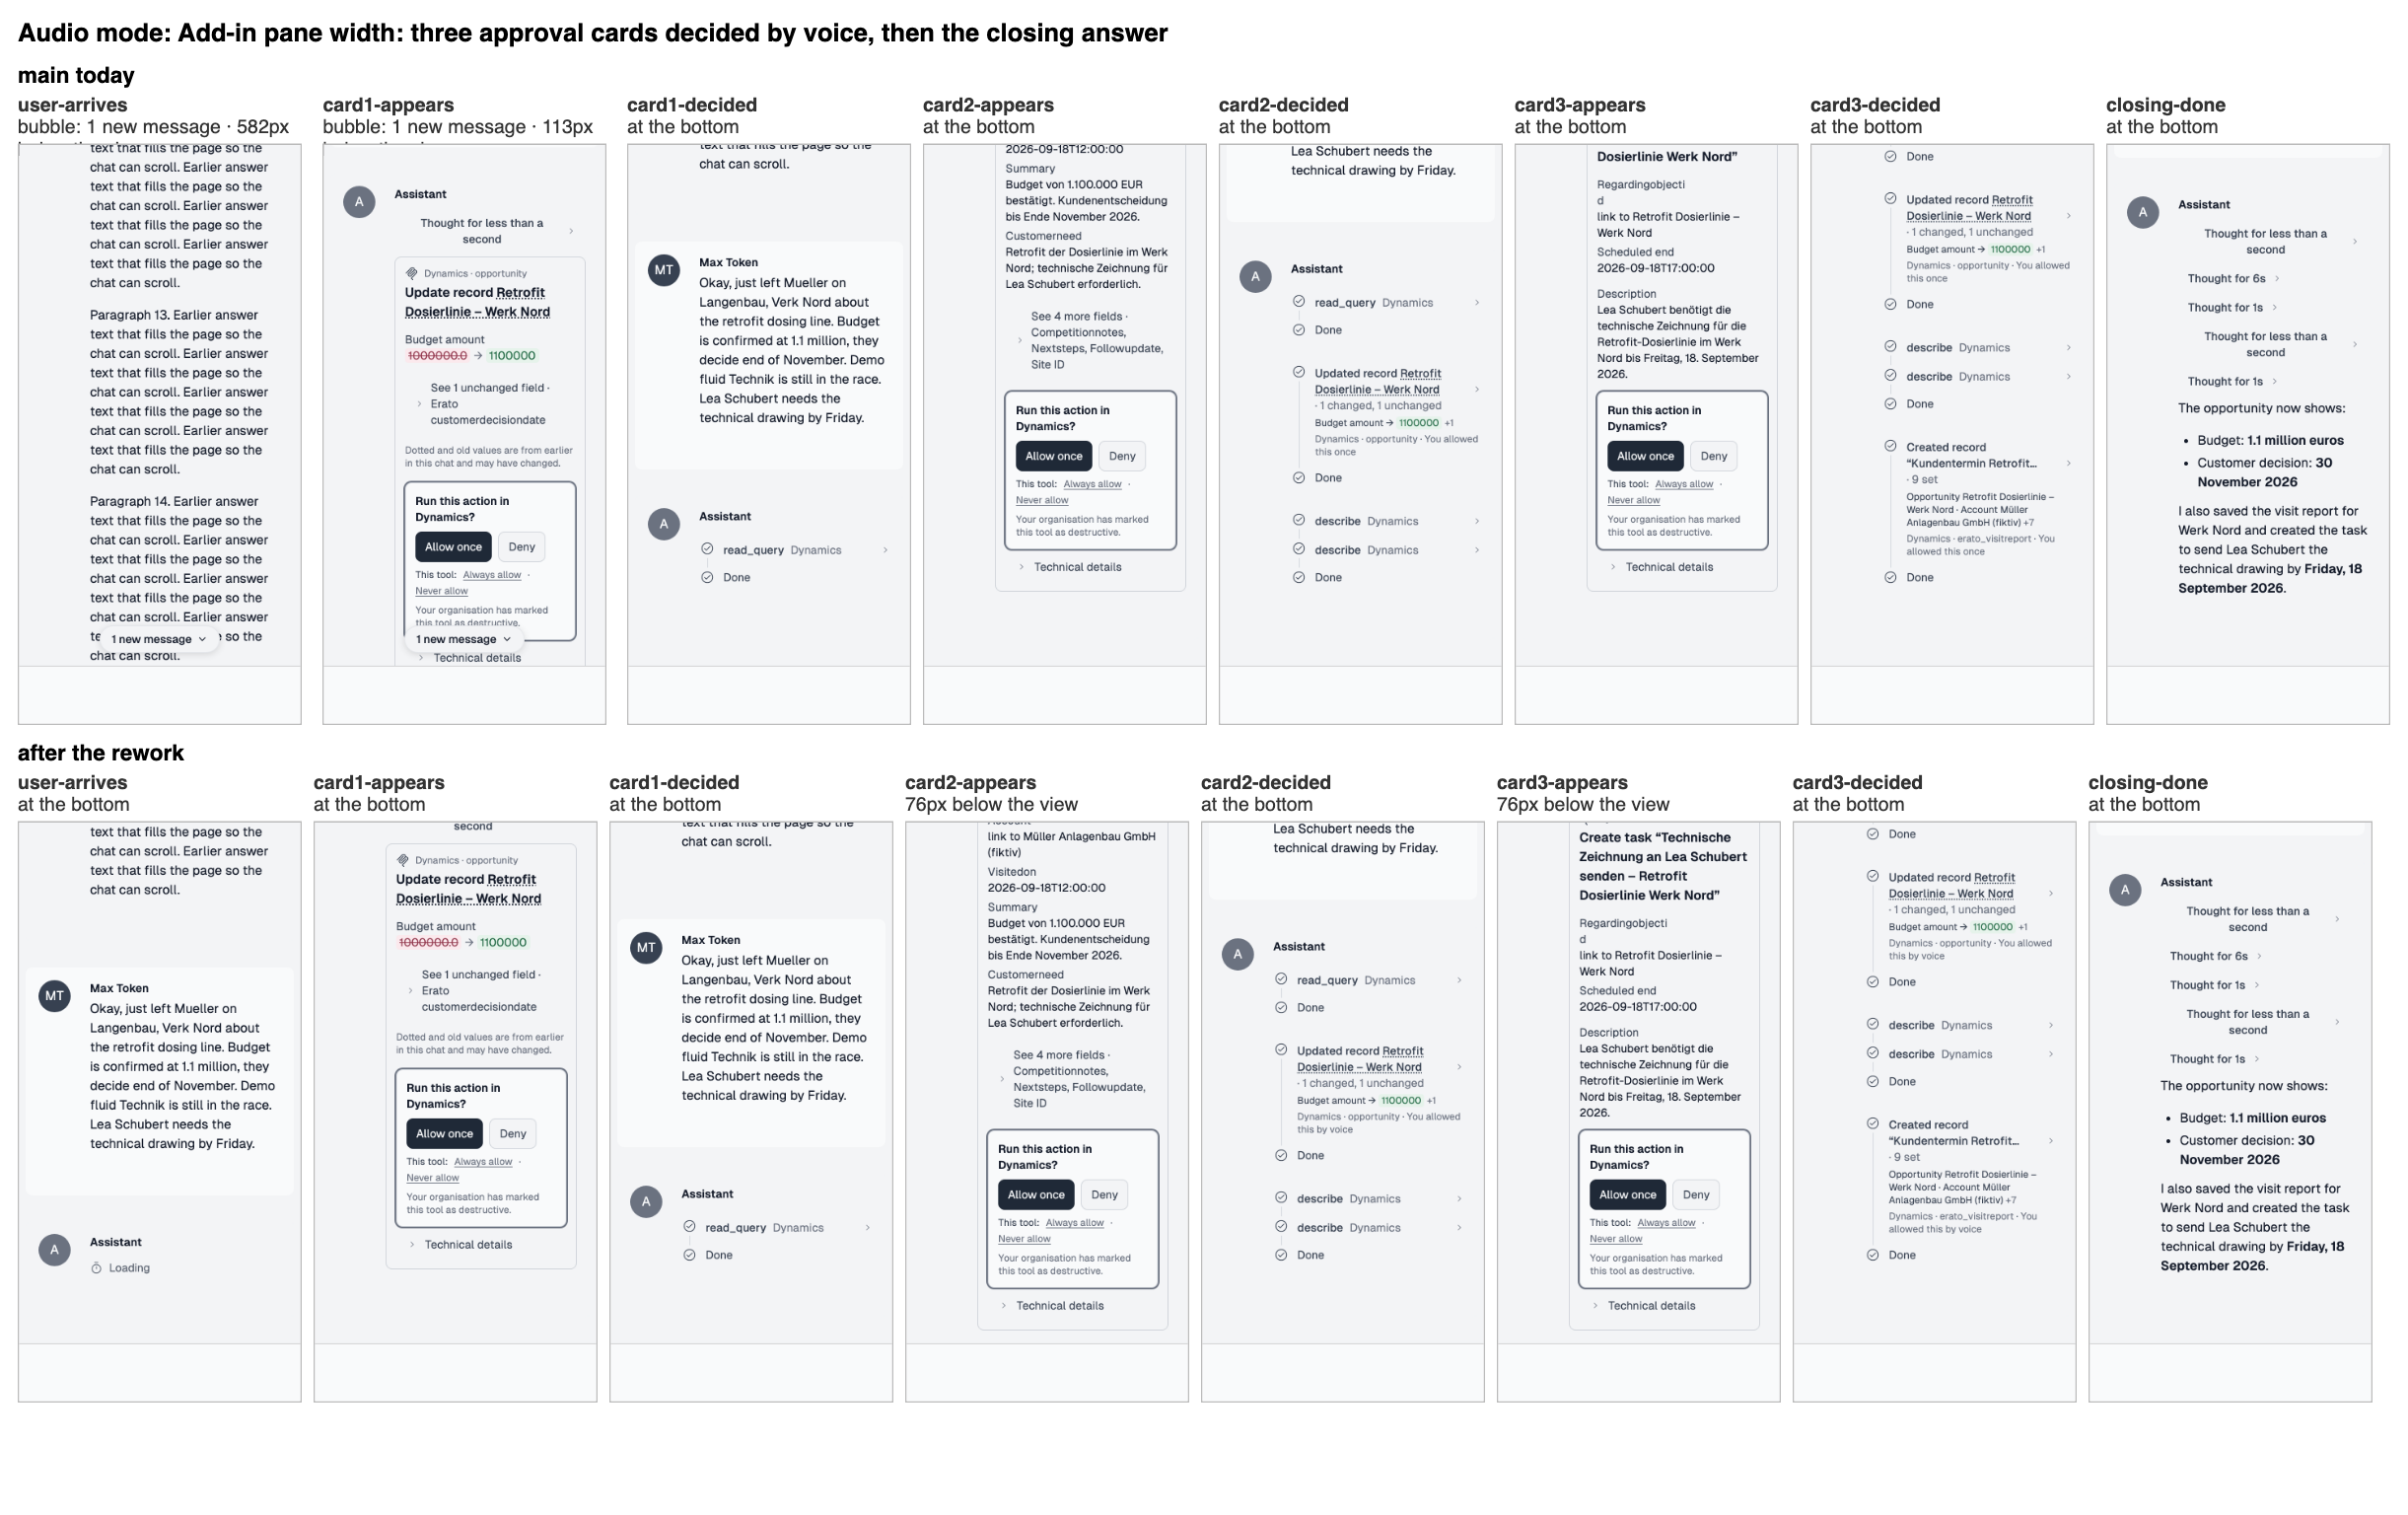 Audio mode: Add-in pane width: three approval cards decided by voice, then the closing answer
main today
user-arrives
bubble: 1 new message · 582px
text that fills the page so the
chat can scroll. Earlier answer
text that fills the page so the
chat can scroll. Earlier answer
text that fills the page so the
chat can scroll. Earlier answer
text that fills the page so the
chat can scroll.
Paragraph 13. Earlier answer
text that fills the page so the
chat can scroll. Earlier answer
text that fills the page so the
chat can scroll. Earlier answer
text that fills the page so the
chat can scroll. Earlier answer
text that fills the page so the
chat can scroll.
Paragraph 14. Earlier answer
text that fills the page so the
chat can scroll. Earlier answer
text that fills the page so the
chat can scroll. Earlier answer
text that fills the page so the
chat can scroll. Earlier answer
so the
1 new message
chat can scroll.
card1-appears
bubble: 1 new message · 113px
A
Assistant
Thought for less than a
second
Dynamics · opportunity
Update record Retrofit
Dosierlinie – Werk Nord
Budget amount
1000000.0 → 1100000
See 1 unchanged field ·
Erato
customerdecisiondate
Dotted and old values are from earlier
in this chat and may have changed.
Run this action in
Dynamics?
Allow once Deny
This tool: Always allow ·
Never allow
Your organisation has marked
this tool as destructive.
1 new message
Technical details
card1-decided
at the bottom
text that fills the page so the
chat can scroll.
MT
Max Token
Okay, just left Mueller on
Langenbau, Verk Nord about
the retrofit dosing line. Budget
is confirmed at 1.1 million, they
decide end of November. Demo
fluid Technik is still in the race.
Lea Schubert needs the
technical drawing by Friday.
A
Assistant
read_query Dynamics
Done
card2-appears
at the bottom
2026-09-18T12:00:00
Summary
Budget von 1.100.000 EUR
bestätigt. Kundenentscheidung
bis Ende November 2026.
Customerneed
Retrofit der Dosierlinie im Werk
Nord; technische Zeichnung für
Lea Schubert erforderlich.
See 4 more fields ·
Competitionnotes,
Nextsteps, Followupdate,
Site ID
Run this action in
Dynamics?
Allow once Deny
This tool: Always allow ·
Never allow
Your organisation has marked
this tool as destructive.
Technical details
card2-decided
at the bottom
Lea Schubert needs the
technical drawing by Friday.
A
Assistant
read_query Dynamics
Done
Updated record Retrofit
Dosierlinie – Werk Nord
· 1 changed, 1 unchanged
Budget amount → 1100000 +1
Dynamics · opportunity · You allowed
this once
Done
describe Dynamics
describe Dynamics
Done
card3-appears
at the bottom
Dosierlinie Werk Nord”
Regardingobjecti
d
link to Retrofit Dosierlinie –
Werk Nord
Scheduled end
2026-09-18T17:00:00
Description
Lea Schubert benötigt die
technische Zeichnung für die
Retrofit-Dosierlinie im Werk
Nord bis Freitag, 18. September
2026.
Run this action in
Dynamics?
Allow once Deny
This tool: Always allow ·
Never allow
Your organisation has marked
this tool as destructive.
Technical details
card3-decided
at the bottom
Done
Updated record Retrofit
Dosierlinie – Werk Nord
· 1 changed, 1 unchanged
Budget amount → 1100000 +1
Dynamics · opportunity · You allowed
this once
Done
describe Dynamics
describe Dynamics
Done
Created record
“Kundentermin Retrofit...
· 9 set
Opportunity Retrofit Dosierlinie –
Werk Nord · Account Müller
Anlagenbau GmbH (fiktiv) +7
Dynamics · erato_visitreport · You
allowed this once
Done
closing-done
at the bottom
A
Assistant
Thought for less than a
second
Thought for 6s
Thought for 1s
Thought for less than a
second
Thought for 1s
The opportunity now shows:
• Budget: 1.1 million euros
• Customer decision: 30
November 2026
I also saved the visit report for
Werk Nord and created the task
to send Lea Schubert the
technical drawing by Friday, 18
September 2026.
after the rework
user-arrives
at the bottom
text that fills the page so the
chat can scroll. Earlier answer
text that fills the page so the
chat can scroll.
MT
Max Token
Okay, just left Mueller on
Langenbau, Verk Nord about
the retrofit dosing line. Budget
is confirmed at 1.1 million, they
decide end of November. Demo
fluid Technik is still in the race.
Lea Schubert needs the
technical drawing by Friday.
A
Assistant
Loading
card1-appears
at the bottom
second
Dynamics · opportunity
Update record Retrofit
Dosierlinie – Werk Nord
Budget amount
1000000.0 → 1100000
See 1 unchanged field ·
Erato
customerdecisiondate
Dotted and old values are from earlier
in this chat and may have changed.
Run this action in
Dynamics?
Allow once Deny
This tool: Always allow ·
Never allow
Your organisation has marked
this tool as destructive.
Technical details
card1-decided
at the bottom
text that fills the page so the
chat can scroll.
MT
Max Token
Okay, just left Mueller on
Langenbau, Verk Nord about
the retrofit dosing line. Budget
is confirmed at 1.1 million, they
decide end of November. Demo
fluid Technik is still in the race.
Lea Schubert needs the
technical drawing by Friday.
A
Assistant
read_query Dynamics
Done
card2-appears
76px below the view
link to Müller Anlagenbau GmbH
(fiktiv)
Visitedon
2026-09-18T12:00:00
Summary
Budget von 1.100.000 EUR
bestätigt. Kundenentscheidung
bis Ende November 2026.
Customerneed
Retrofit der Dosierlinie im Werk
Nord; technische Zeichnung für
Lea Schubert erforderlich.
See 4 more fields ·
Competitionnotes,
Nextsteps, Followupdate,
Site ID
Run this action in
Dynamics?
Allow once Deny
This tool: Always allow ·
Never allow
Your organisation has marked
this tool as destructive.
Technical details
card2-decided
at the bottom
Lea Schubert needs the
technical drawing by Friday.
A
Assistant
read_query Dynamics
Done
Updated record Retrofit
Dosierlinie – Werk Nord
· 1 changed, 1 unchanged
Budget amount → 1100000 +1
Dynamics · opportunity · You allowed
this by voice
Done
describe Dynamics
describe Dynamics
Done
card3-appears
76px below the view
Create task “Technische
Zeichnung an Lea Schubert
senden – Retrofit
Dosierlinie Werk Nord”
Regardingobjecti
d
link to Retrofit Dosierlinie –
Werk Nord
Scheduled end
2026-09-18T17:00:00
Description
Lea Schubert benötigt die
technische Zeichnung für die
Retrofit-Dosierlinie im Werk
Nord bis Freitag, 18. September
2026.
Run this action in
Dynamics?
Allow once Deny
This tool: Always allow ·
Never allow
Your organisation has marked
this tool as destructive.
Technical details
card3-decided
at the bottom
Done
Updated record Retrofit
Dosierlinie – Werk Nord
· 1 changed, 1 unchanged
Budget amount → 1100000 +1
Dynamics · opportunity · You allowed
this by voice
Done
describe Dynamics
describe Dynamics
Done
Created record
“Kundentermin Retrofit...
· 9 set
Opportunity Retrofit Dosierlinie –
Werk Nord · Account Müller
Anlagenbau GmbH (fiktiv) +7
Dynamics · erato_visitreport · You
allowed this by voice
Done
closing-done
at the bottom
A
Assistant
Thought for less than a
second
Thought for 6s
Thought for 1s
Thought for less than a
second
Thought for 1s
The opportunity now shows:
• Budget: 1.1 million euros
• Customer decision: 30
November 2026
I also saved the visit report for
Werk Nord and created the task
to send Lea Schubert the
technical drawing by Friday, 18
September 2026.